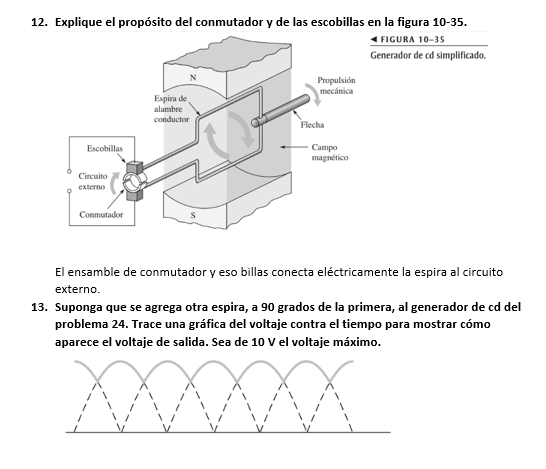 12. Explique el propósito del conmutador y de las escobillas en la figura 10-35.
◄ FIGURA 10–35
Generador de cd simplificado.
N
Propulsión
mecánica
Espira de
alambre
conductor
Flecha
Escobillas
Campo
magnético
Circuito
externo
Conmutador
S
El ensamble de conmutador y eso billas conecta eléctricamente la espira al circuito
externo.
13. Suponga que se agrega otra espira, a 90 grados de la primera, al generador de cd del
problema 24. Trace una gráfica del voltaje contra el tiempo para mostrar cómo
aparece el voltaje de salida. Sea de 10 V el voltaje máximo.